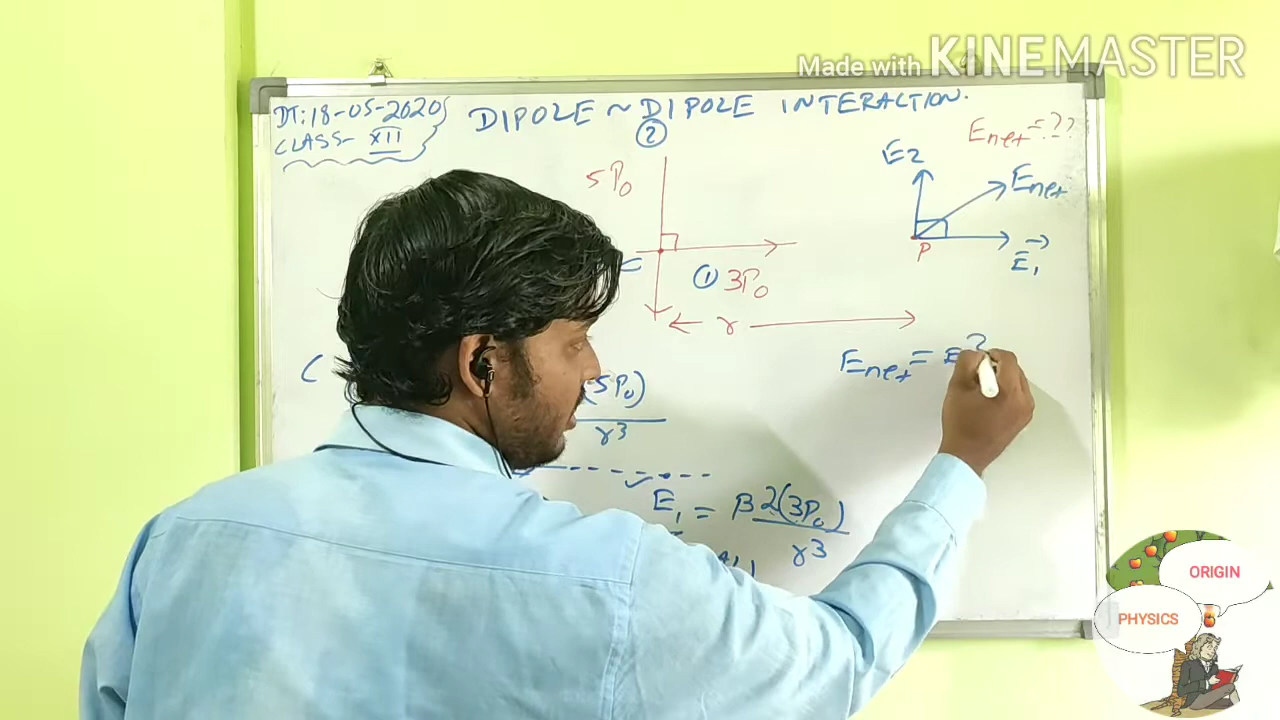 Made with KINEMASTER
DT:18-05-2020
CLASS- XII
DIPOLE ~ DIPOLE INTERACTION.
②
Enet=??
5P₀
E2
Enet
P
E₁
① 3P₀
r
Enet = E²
(5P₀)
r³
E₁ = β 2(3P₀)
r³
ORIGIN
PHYSICS